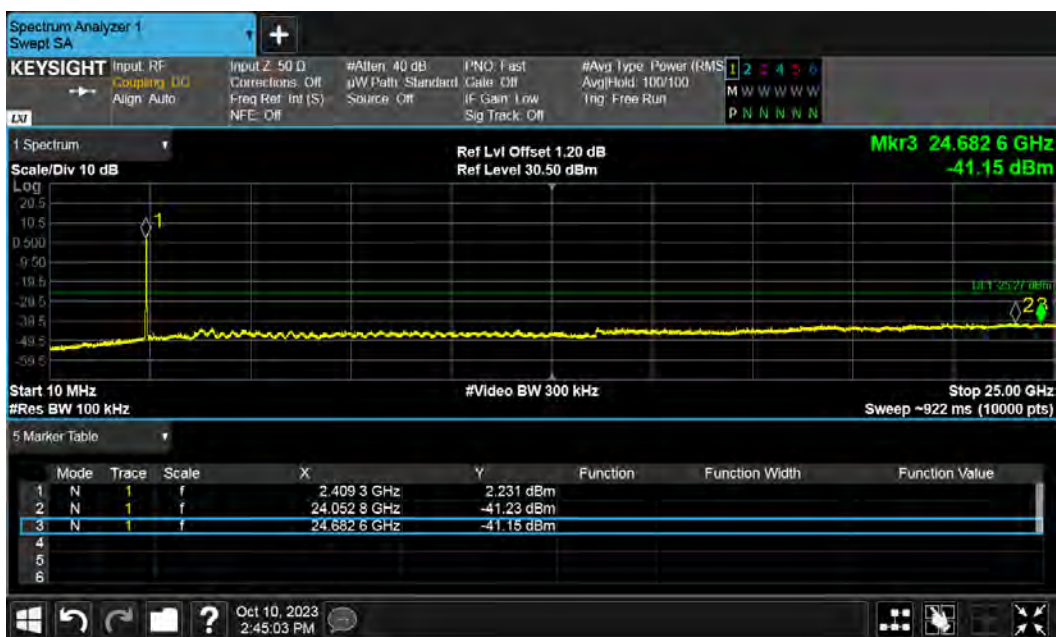 Spectrum Analyzer 1
Swept SA
+
KEYSIGHT Input: RF Input Z: 50 Ω #Atten: 40 dB PNO: Fast #Avg Type: Power (RMS 1 2 3 4 5 6
Coupling: DC Corrections: Off µW Path: Standard Gate: Off Avg|Hold: 100/100 M W W W W W
Align: Auto Freq Ref: Int (S) Source: Off IF Gain: Low Trig: Free Run
LXI NFE: Off Sig Track: Off P N N N N N
1 Spectrum Ref Lvl Offset 1.20 dB Mkr3 24.682 6 GHz
Scale/Div 10 dB Ref Level 30.50 dBm -41.15 dBm
Log
20.5
10.5 1
0.500
-9.50
-19.5 DL1 -25.27 dBm
-29.5 2 3
-39.5
-49.5
-59.5
Start 10 MHz #Video BW 300 kHz Stop 25.00 GHz
#Res BW 100 kHz Sweep ~922 ms (10000 pts)
5 Marker Table
Mode Trace Scale X Y Function Function Width Function Value
1 N 1 f 2.409 3 GHz 2.231 dBm
2 N 1 f 24.052 8 GHz -41.23 dBm
3 N 1 f 24.682 6 GHz -41.15 dBm
4
5
6
? Oct 10, 2023
2:45:03 PM